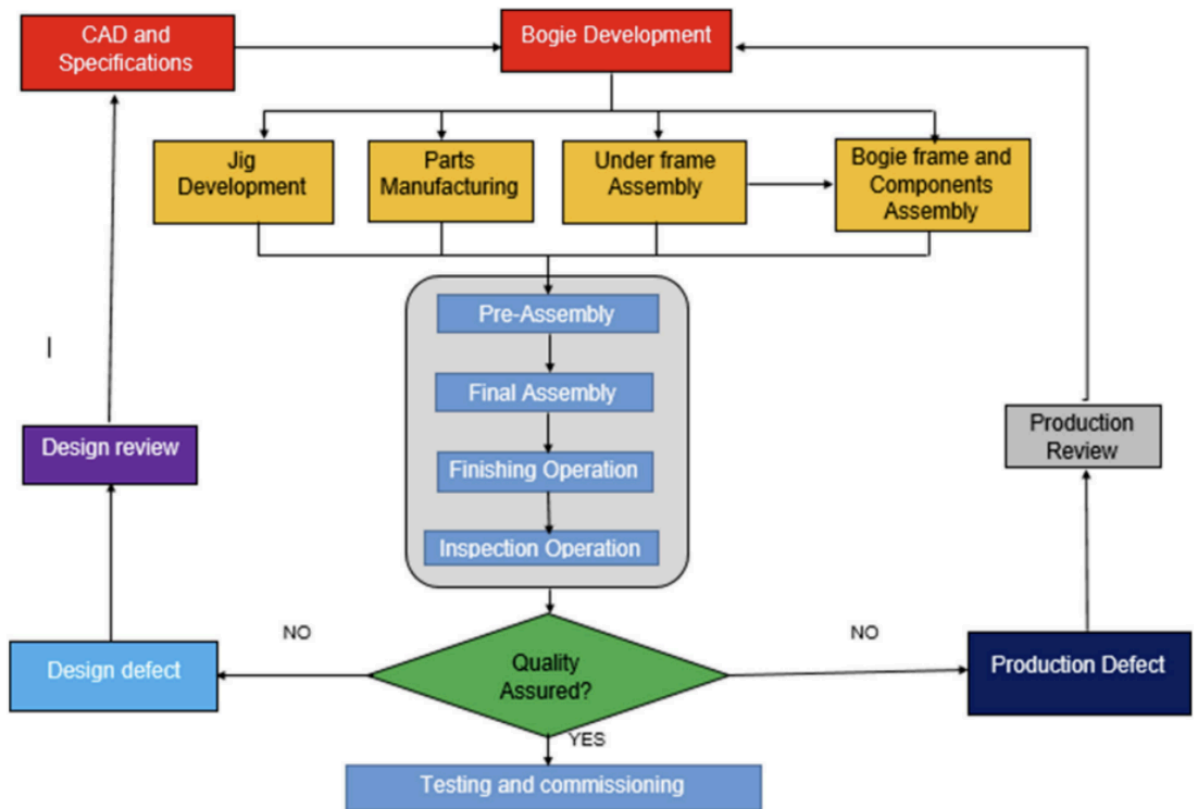 CAD and
Specifications
Bogie Development
Jig
Development
Parts
Manufacturing
Under frame
Assembly
Bogie frame and
Components
Assembly
Pre-Assembly
Final Assembly
Finishing Operation
Inspection Operation
Design review
Production
Review
NO
NO
Design defect
Quality
Assured?
Production Defect
YES
Testing and commissioning